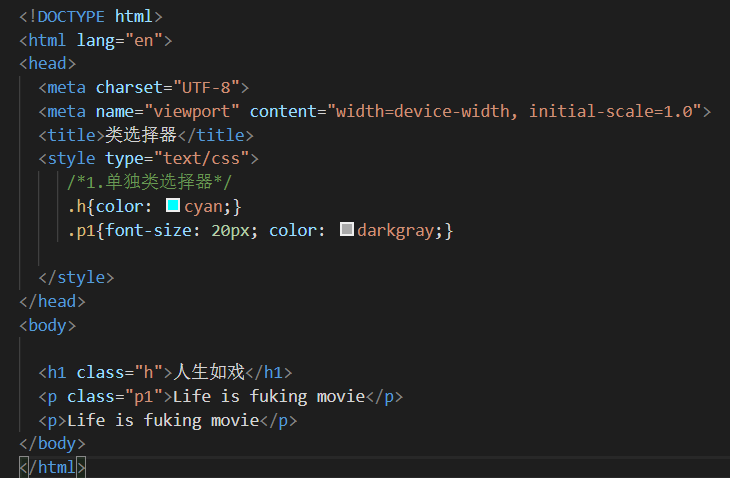 <!DOCTYPE html>
<html lang="en">
<head>
<meta charset="UTF-8">
<meta name="viewport" content="width=device-width, initial-scale=1.0">
<title>类选择器</title>
<style type="text/css">
/*1.单独类选择器*/
.h{color: cyan;}
.p1{font-size: 20px; color: darkgray;}
</style>
</head>
<body>
<h1 class="h">人生如戏</h1>
<p class="p1">Life is fuking movie</p>
<p>Life is fuking movie</p>
</body>
</html>